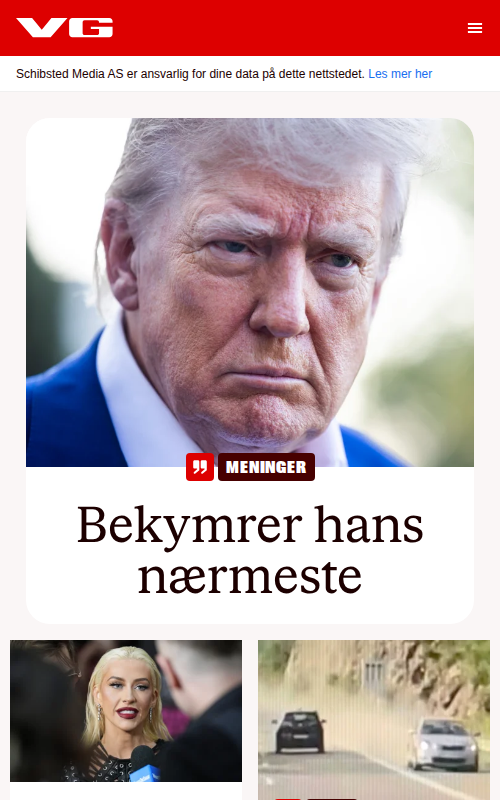 VG
Schibsted Media AS er ansvarlig for dine data på dette nettstedet. Les mer her
MENINGER
Bekymrer hans
nærmeste